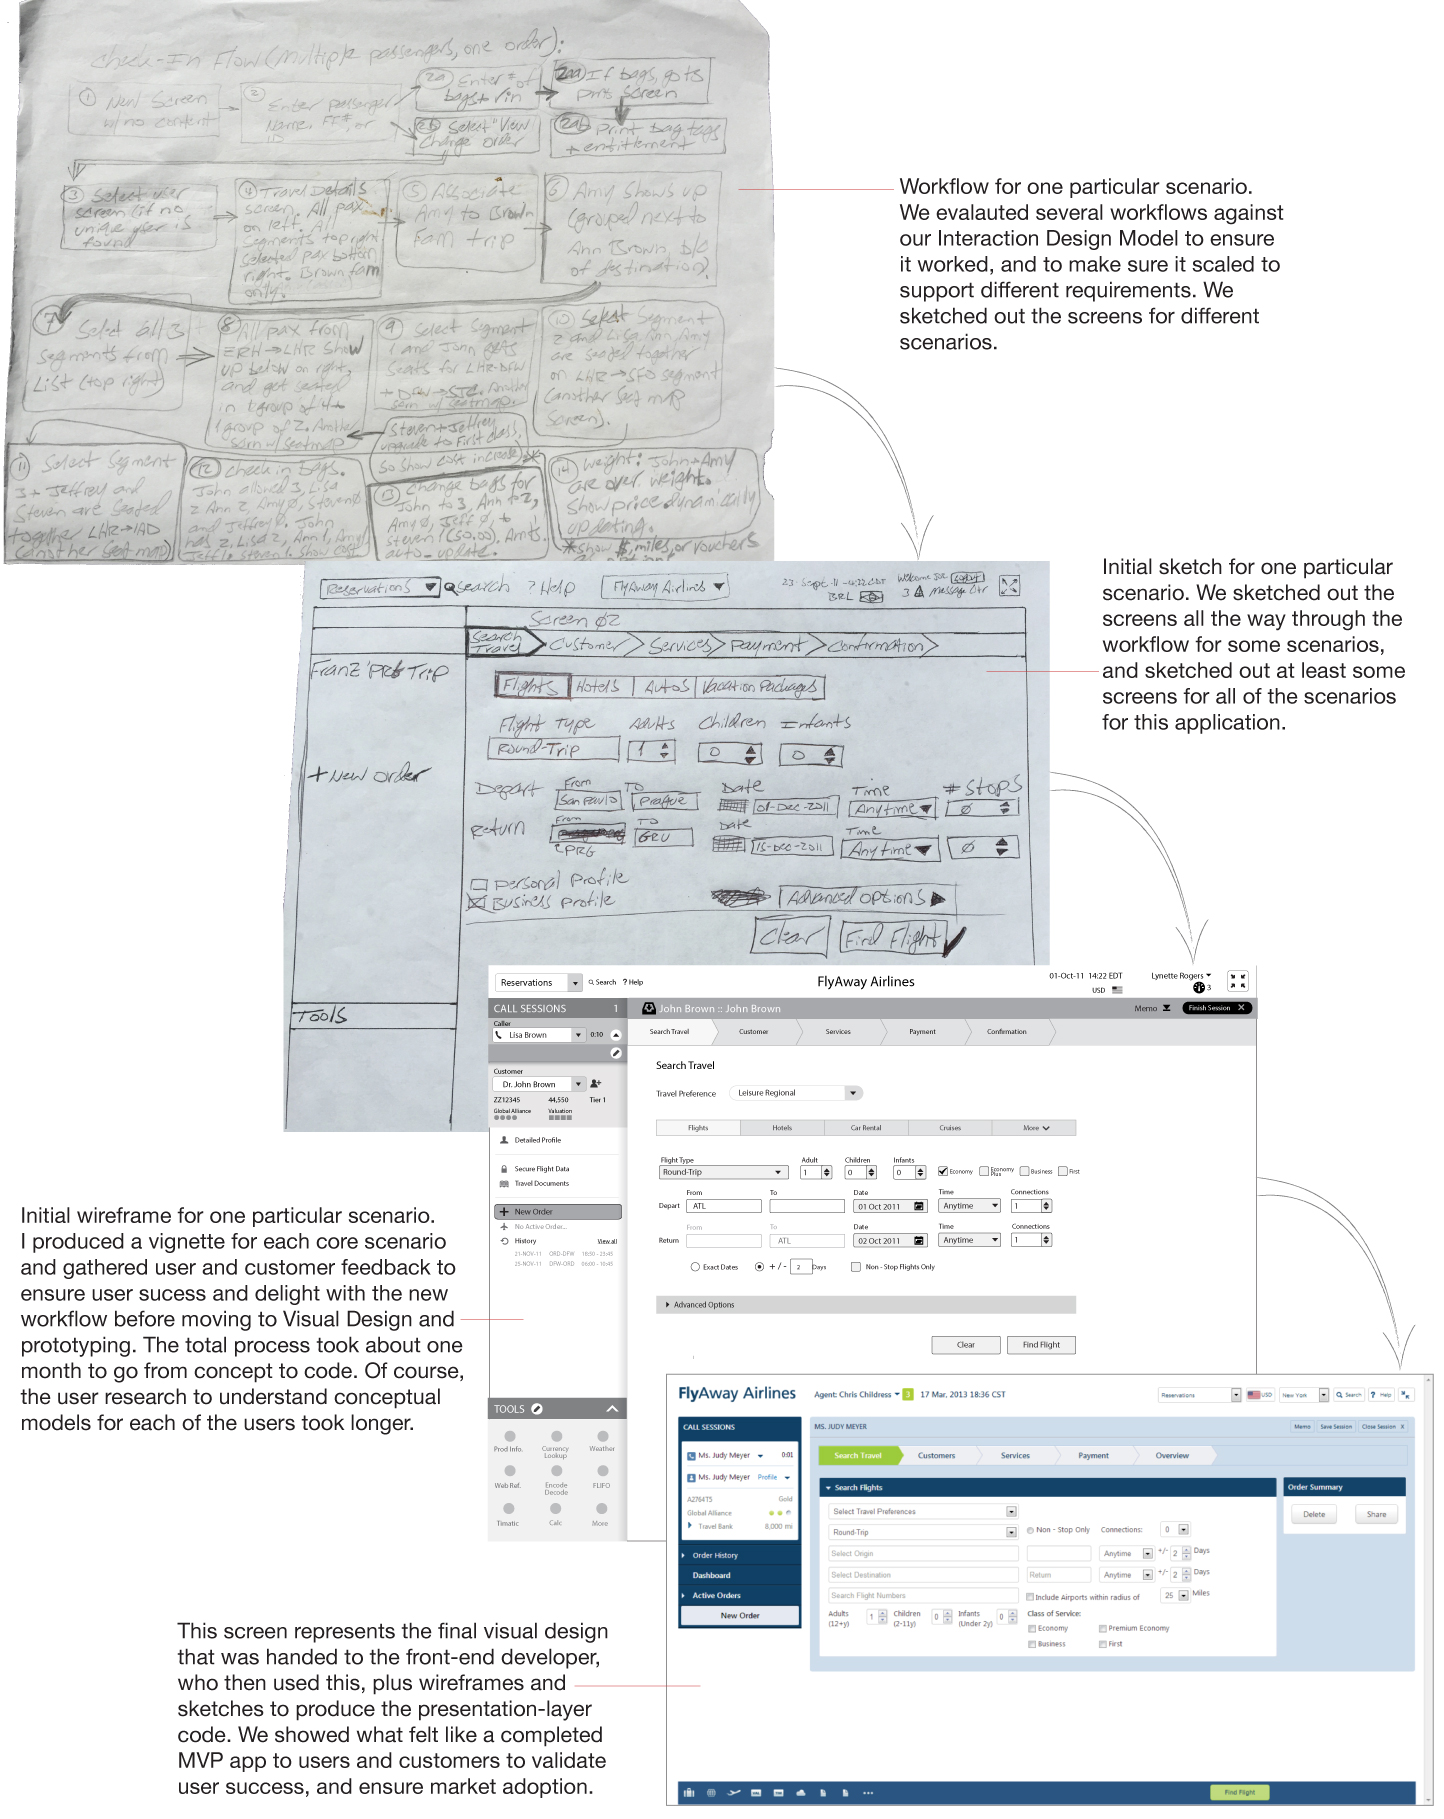 Check-In Flow (Multiple passengers, one order):
1 New Screen
w/no content
2 Enter passenger
Name, FF#, or
ID
2a Enter # of
bags +
2aa If bags, go to
screen
2b Select "View
Change order
2ab Print bag tags
+ entitlement
3 Select user
screen (if no
unique user is
found
4 Travel Details
screen. All pax
on left. All
segments top right.
Selected pax bottom
right. Brown fam
only.
5 Associate
Amy to Brown
Fam trip
6 Amy shows up
(grouped next to
Ann Brown, b/c
of destination).
7 Select all 3
segments from
List (top right)
8 All pax from
→LHR show
up below on right,
and get seated
in 1 group of 4 +
1 group of 2. Another
scrn w/seatmap
9 Select Segment
1 and John
seats for LHR-DFW
+ DFW→ Another
scrn w/seatmap.
10 Select Segment
2 and Lisa, Ann, Amy
are seated together
on LHR→SFO segment
(another seat map
screen).
Steven + Jeffrey
upgrade to First class,
so show cost increase
11 Select Segment
3 + Jeffrey and
Steven are seated
together LHR→IAD
(another seat map)
12 Check in bags.
John allowed 3, Lisa
2 Ann 2, Amy 0, Steven 0
and Jeffrey 0. John
has 2, Lisa 2, Ann 1, Amy 1
Jeff 1. Steven 1. Show cost
13 Change bags for
John to 3, Ann to 2,
Amy 0, Jeff 0, +
Steven 1 (50.00). Amts.
auto-update.
14 Weight: John + Amy
are over weight.
Show price dynamically
updating.
* Show $, miles, or vouchers
Workflow for one particular scenario.
We evalauted several workflows against
our Interaction Design Model to ensure
it worked, and to make sure it scaled to
support different requirements. We
sketched out the screens for different
scenarios.
Reservations Search ? Help FlyAway Airlines 23 Sept-11 Welcome Joe Logout
BRL 3 Message Ctr
Screen 02
Search
Travel Customer Services Payment Confirmation
Franz' PRG Trip
Flights Hotels Autos Vacation Packages
Flight Type Adults Children Infants
Round-Trip 1 0 0
+ New order
Depart From To Date Time # Stops
San Paulo Prague 01-Dec-2011 Anytime 0
Return From To Date Time
PRG GRU 15-Dec-2011 Anytime 0
Personal Profile
Business Profile
Advanced Options
Clear Find Flight
Tools
Initial sketch for one particular
scenario. We sketched out the
screens all the way through the
workflow for some scenarios,
and sketched out at least some
screens for all of the scenarios
for this application.
Reservations Search ? Help FlyAway Airlines 01-Oct-11 14:22 EDT Lynette Rogers
USD 3
CALL SESSIONS 1 John Brown :: John Brown Memo Finish Session X
Caller
Lisa Brown 0:10
Search Travel Customer Services Payment Confirmation
Customer
Dr. John Brown
ZZ12345 44,550 Tier 1
Global Alliance Valuation
Detailed Profile
Secure Flight Data
Travel Documents
+ New Order
No Active Order...
History View all
21-NOV-11 ORD-DFW 18:30 - 21:45
25-NOV-11 DFW-ORD 06:00 - 10:45
Search Travel
Travel Preference Leisure Regional
Flights Hotels Car Rental Cruises More
Flight Type Adult Children Infants
Round-Trip 1 0 0 Economy Economy Plus Business First
From To Date Time Connections
Depart ATL 01 Oct 2011 Anytime 1
From To Date Time Connections
Return ATL 02 Oct 2011 Anytime 1
Exact Dates + / - 2 Days Non - Stop Flights Only
Advanced Options
Clear Find Flight
TOOLS
Prod Info. Currency Lookup Weather
Web Ref. Encode Decode FLIFO
Timatic Calc More
Initial wireframe for one particular scenario.
I produced a vignette for each core scenario
and gathered user and customer feedback to
ensure user sucess and delight with the new
workflow before moving to Visual Design and
prototyping. The total process took about one
month to go from concept to code. Of course,
the user research to understand conceptual
models for each of the users took longer.
FlyAway Airlines Agent: Chris Childress 3 17 Mar, 2013 18:36 CST Reservations USD New York Search ? Help
CALL SESSIONS
Ms. Judy Meyer 0:01
Ms. Judy Meyer Profile
A2764T5 Gold
Global Alliance
Travel Bank 8,000 mi
Order History
Dashboard
Active Orders
New Order
MS. JUDY MEYER Memo Save Session Close Session X
Search Travel Customers Services Payment Overview
Search Flights
Select Travel Preferences
Round-Trip Non - Stop Only Connections: 0
Select Origin Anytime +/- 2 Days
Select Destination Return Anytime +/- 2 Days
Search Flight Numbers Include Airports within radius of 25 Miles
Adults (12+y) 1 Children (2-11y) 0 Infants (Under 2y) 0 Class of Service:
Economy Premium Economy
Business First
Order Summary
Delete Share
Find Flight
This screen represents the final visual design
that was handed to the front-end developer,
who then used this, plus wireframes and
sketches to produce the presentation-layer
code. We showed what felt like a completed
MVP app to users and customers to validate
user success, and ensure market adoption.